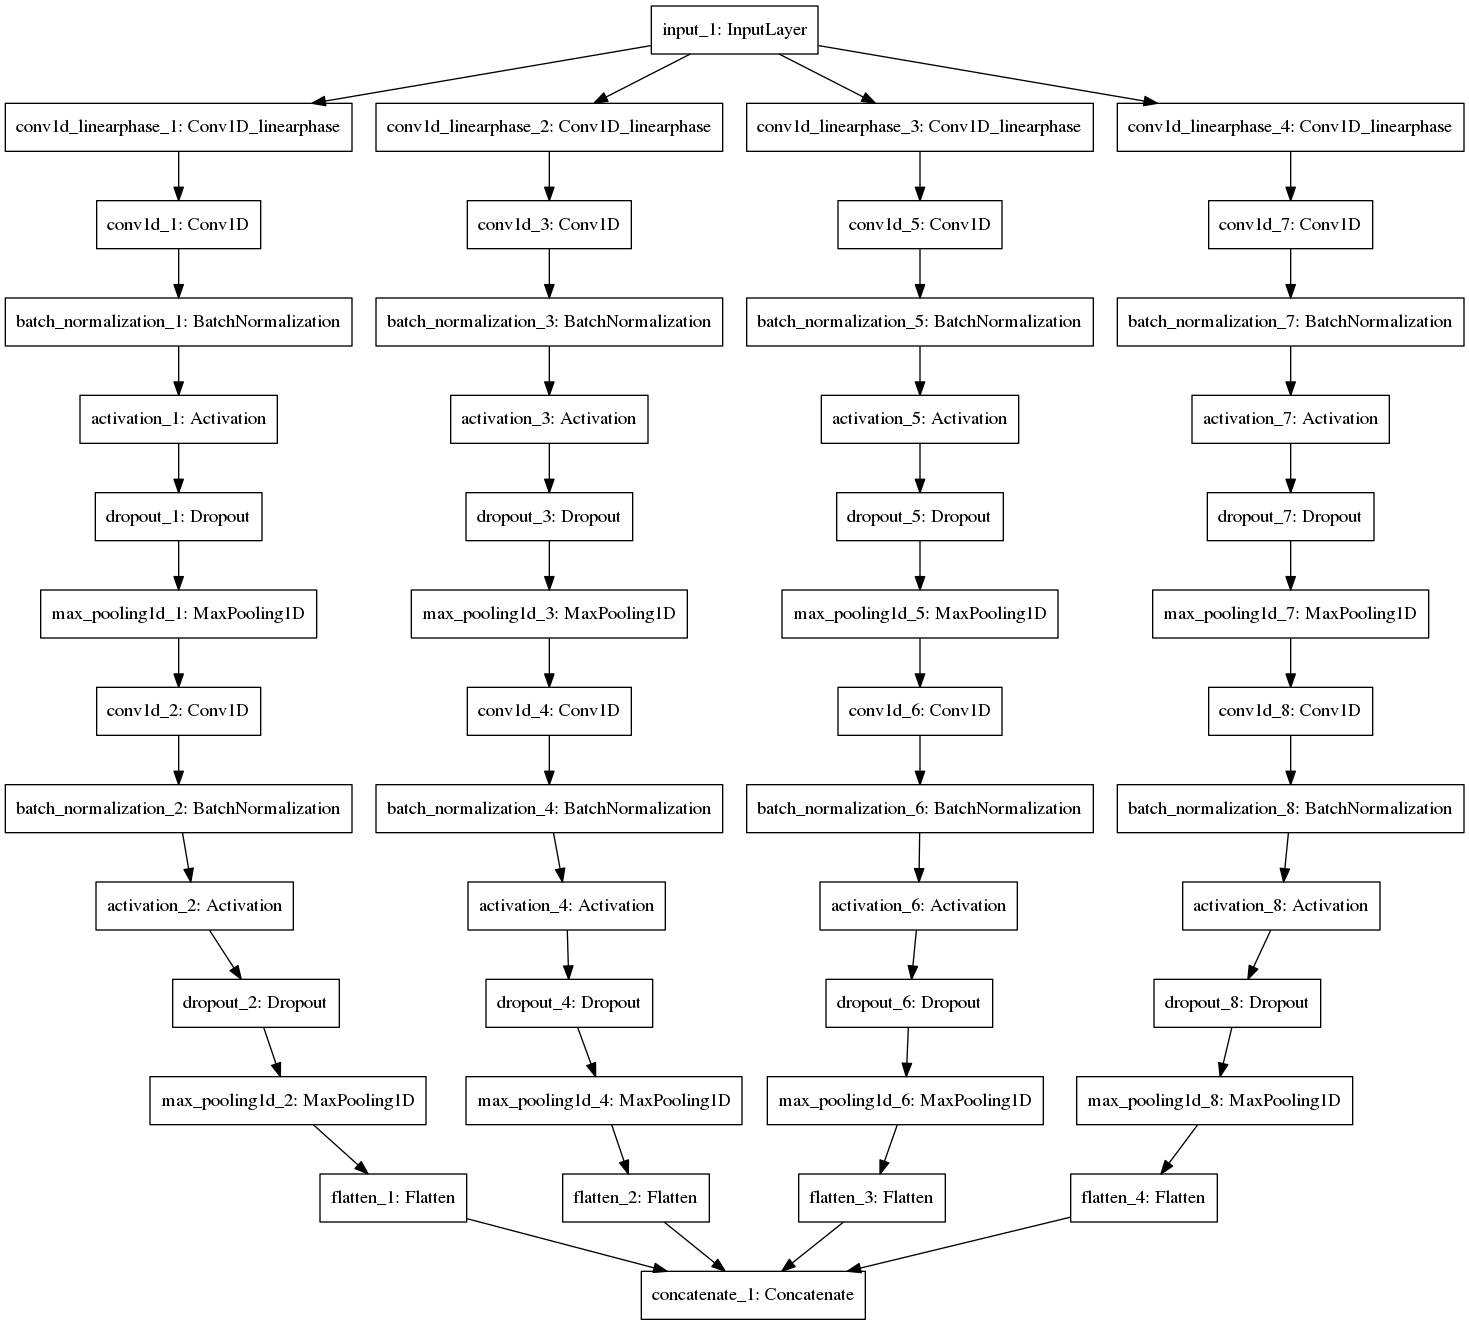 input_1: InputLayer
conv1d_linearphase_1: Conv1D_linearphase
conv1d_linearphase_2: Conv1D_linearphase
conv1d_linearphase_3: Conv1D_linearphase
conv1d_linearphase_4: Conv1D_linearphase
conv1d_1: Conv1D
conv1d_3: Conv1D
conv1d_5: Conv1D
conv1d_7: Conv1D
batch_normalization_1: BatchNormalization
batch_normalization_3: BatchNormalization
batch_normalization_5: BatchNormalization
batch_normalization_7: BatchNormalization
activation_1: Activation
activation_3: Activation
activation_5: Activation
activation_7: Activation
dropout_1: Dropout
dropout_3: Dropout
dropout_5: Dropout
dropout_7: Dropout
max_pooling1d_1: MaxPooling1D
max_pooling1d_3: MaxPooling1D
max_pooling1d_5: MaxPooling1D
max_pooling1d_7: MaxPooling1D
conv1d_2: Conv1D
conv1d_4: Conv1D
conv1d_6: Conv1D
conv1d_8: Conv1D
batch_normalization_2: BatchNormalization
batch_normalization_4: BatchNormalization
batch_normalization_6: BatchNormalization
batch_normalization_8: BatchNormalization
activation_2: Activation
activation_4: Activation
activation_6: Activation
activation_8: Activation
dropout_2: Dropout
dropout_4: Dropout
dropout_6: Dropout
dropout_8: Dropout
max_pooling1d_2: MaxPooling1D
max_pooling1d_4: MaxPooling1D
max_pooling1d_6: MaxPooling1D
max_pooling1d_8: MaxPooling1D
flatten_1: Flatten
flatten_2: Flatten
flatten_3: Flatten
flatten_4: Flatten
concatenate_1: Concatenate